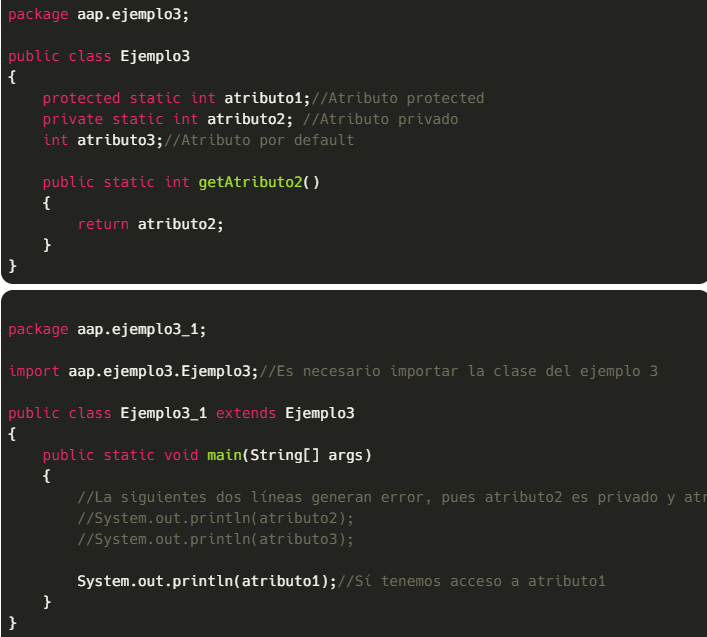 package aap.ejemplo3;
public class Ejemplo3
{
protected static int atributo1;//Atributo protected
private static int atributo2; //Atributo privado
int atributo3;//Atributo por default
public static int getAtributo2()
{
return atributo2;
}
}
package aap.ejemplo3_1;
import aap.ejemplo3.Ejemplo3;//Es necesario importar la clase del ejemplo 3
public class Ejemplo3_1 extends Ejemplo3
{
public static void main(String[] args)
{
//La siguientes dos líneas generan error, pues atributo2 es privado y
//System.out.println(atributo2);
//System.out.println(atributo3);
System.out.println(atributo1);//Sí tenemos acceso a atributo1
}
}